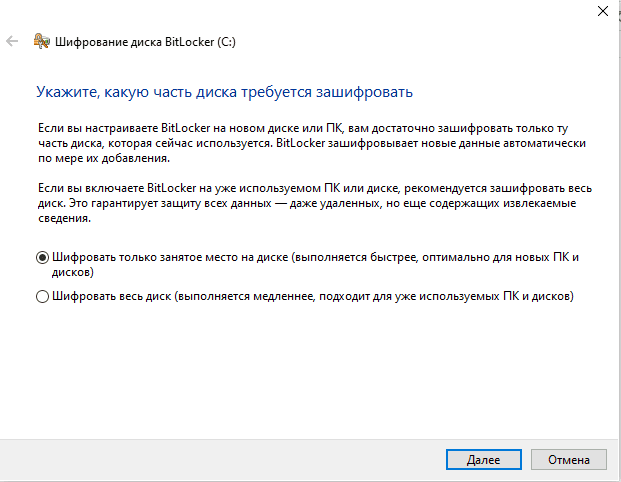 Шифрование диска BitLocker (C:)
Укажите, какую часть диска требуется зашифровать
Если вы настраиваете BitLocker на новом диске или ПК, вам достаточно зашифровать только ту
часть диска, которая сейчас используется. BitLocker зашифровывает новые данные автоматически
по мере их добавления.
Если вы включаете BitLocker на уже используемом ПК или диске, рекомендуется зашифровать весь
диск. Это гарантирует защиту всех данных — даже удаленных, но еще содержащих извлекаемые
сведения.
Шифровать только занятое место на диске (выполняется быстрее, оптимально для новых ПК и
дисков)
Шифровать весь диск (выполняется медленнее, подходит для уже используемых ПК и дисков)
Далее
Отмена